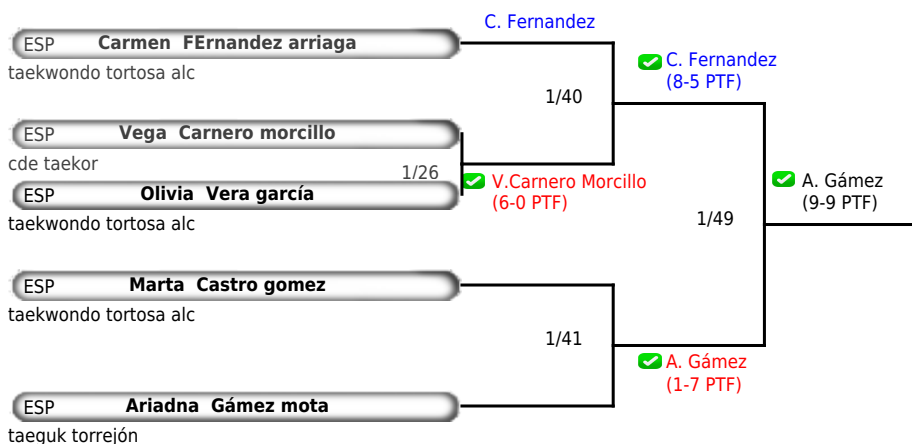 C. Fernandez
ESP Carmen FErnandez arriaga
taekwondo tortosa alc
C. Fernandez
(8-5 PTF)
1/40
ESP Vega Carnero morcillo
cde taekor
1/26
V.Carnero Morcillo
(6-0 PTF)
A. Gámez
(9-9 PTF)
ESP Olivia Vera garcía
taekwondo tortosa alc
1/49
ESP Marta Castro gomez
taekwondo tortosa alc
1/41
A. Gámez
(1-7 PTF)
ESP Ariadna Gámez mota
taeguk torrejón